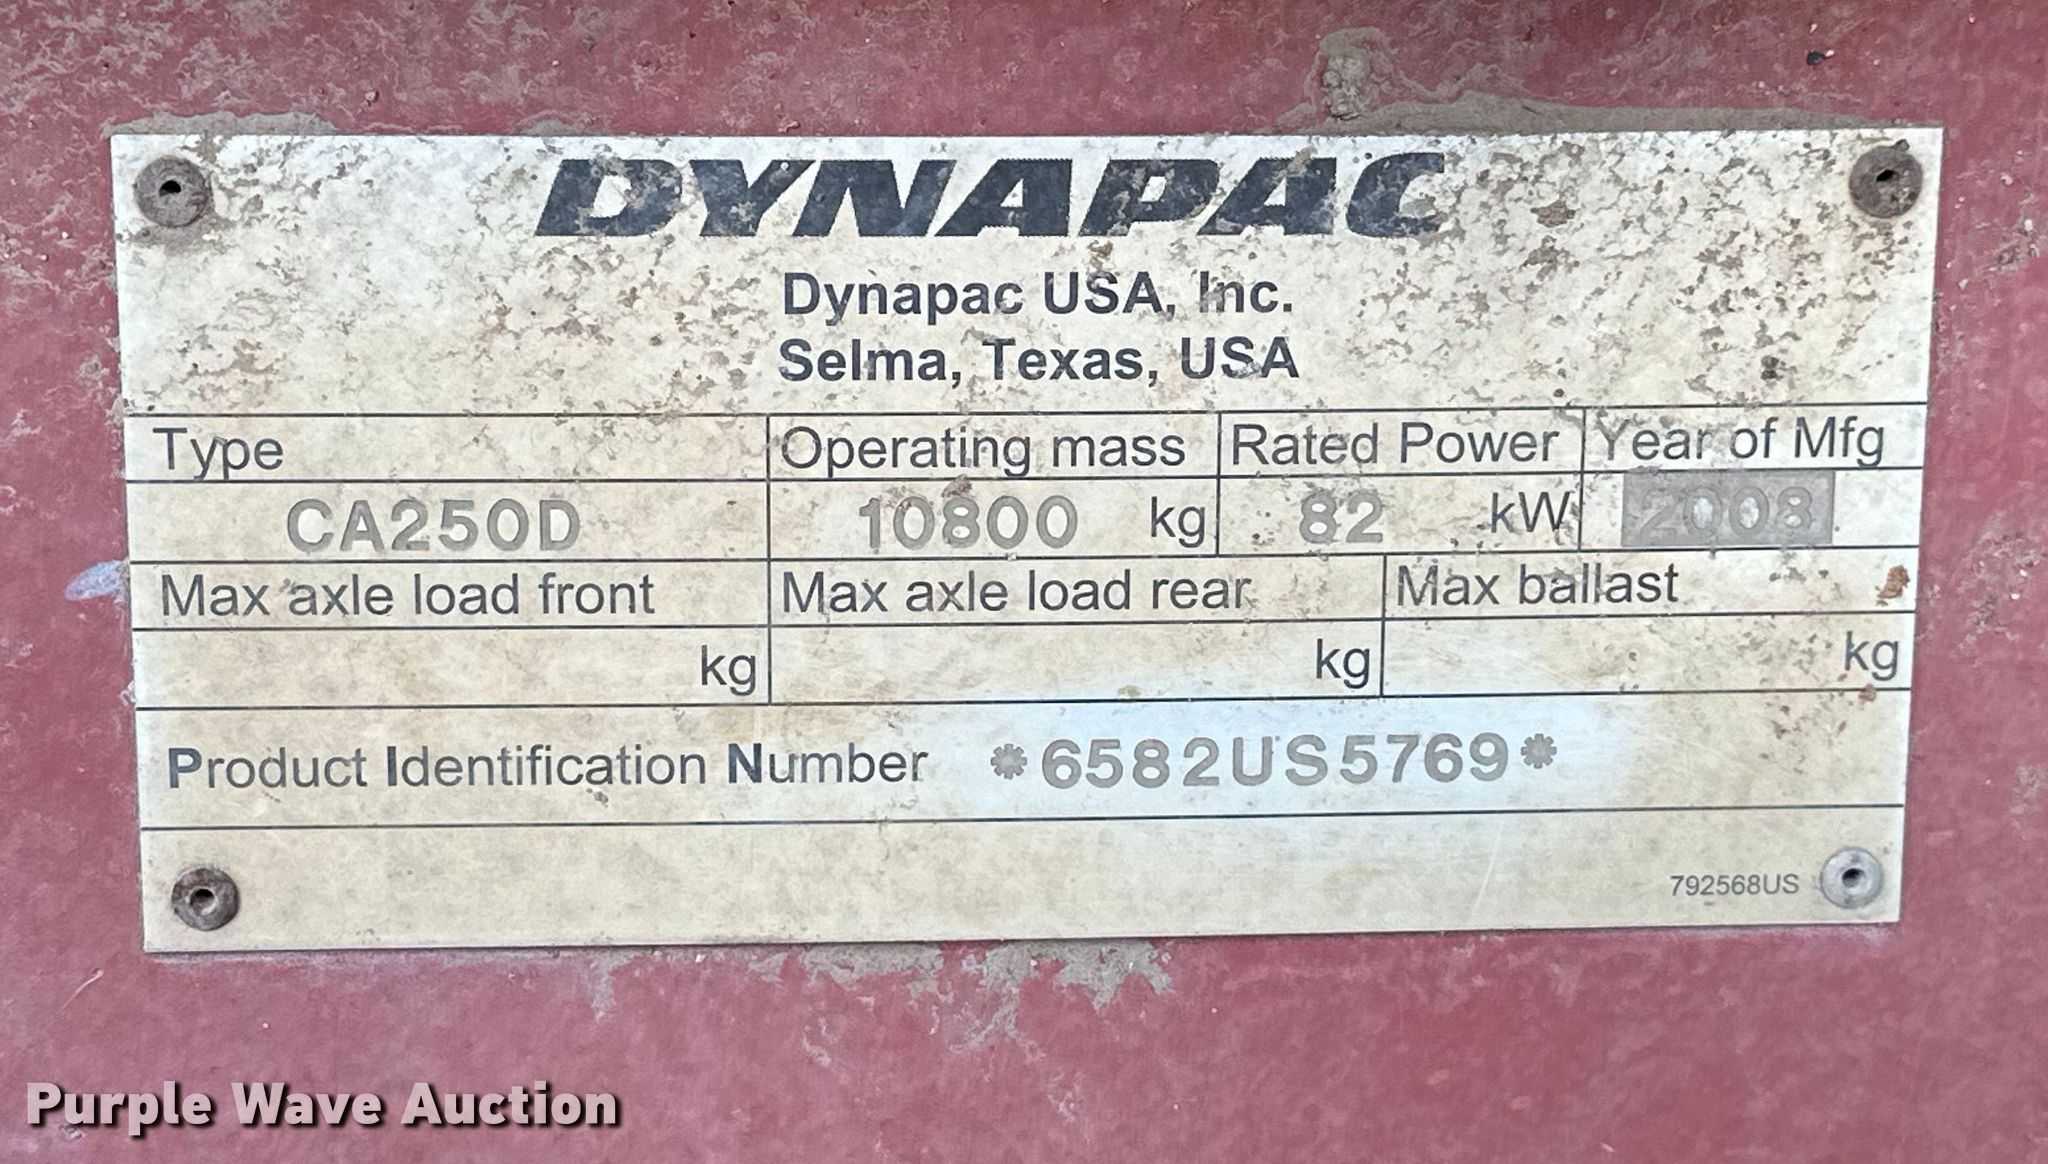 DYNAPAC
Dynapac USA, Inc.
Selma, Texas, USA
Type Operating mass Rated Power Year of Mfg
CA250D 10800 kg 82 kW 2008
Max axle load front Max axle load rear Max ballast
kg kg kg
Product Identification Number *6582US5769*
792568US
Purple Wave Auction